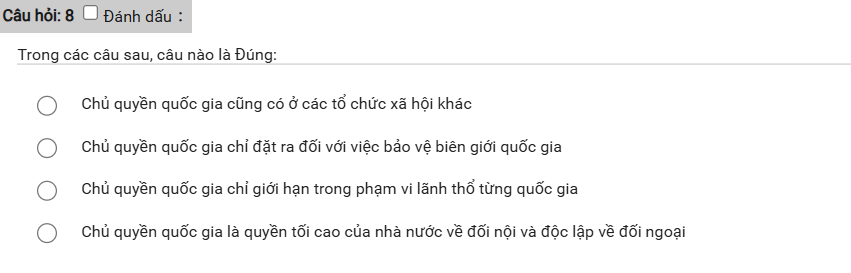 Câu hỏi: 8 Đánh dấu :
Trong các câu sau, câu nào là Đúng:
Chủ quyền quốc gia cũng có ở các tổ chức xã hội khác
Chủ quyền quốc gia chỉ đặt ra đối với việc bảo vệ biên giới quốc gia
Chủ quyền quốc gia chỉ giới hạn trong phạm vi lãnh thổ từng quốc gia
Chủ quyền quốc gia là quyền tối cao của nhà nước về đối nội và độc lập về đối ngoại